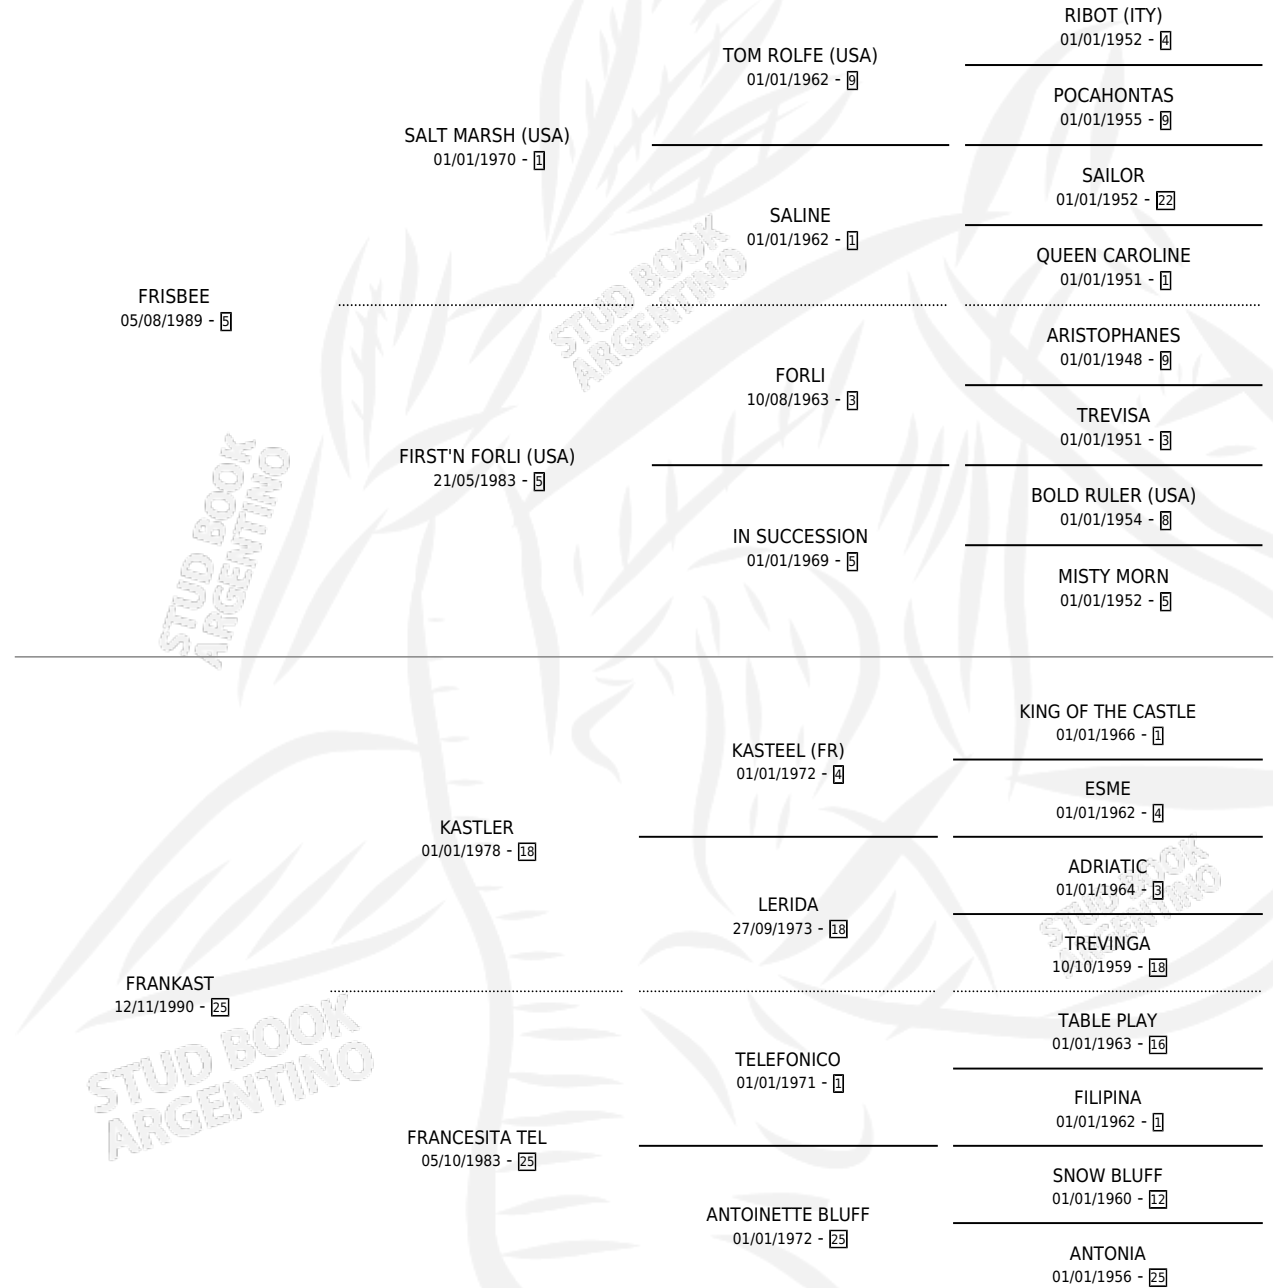 RIBOT (ITY)
01/01/1952 - 4
TOM ROLFE (USA)
01/01/1962 - 9
POCAHONTAS
01/01/1955 - 9
SALT MARSH (USA)
01/01/1970 - 1
SAILOR
01/01/1952 - 22
SALINE
01/01/1962 - 1
QUEEN CAROLINE
01/01/1951 - 1
FRISBEE
05/08/1989 - 5
ARISTOPHANES
01/01/1948 - 9
FORLI
10/08/1963 - 3
TREVISA
01/01/1951 - 3
FIRST'N FORLI (USA)
21/05/1983 - 5
BOLD RULER (USA)
01/01/1954 - 8
IN SUCCESSION
01/01/1969 - 5
MISTY MORN
01/01/1952 - 5
STUD BOOK
ARGENTINO
STUD BOOK
ARGENTINO
KING OF THE CASTLE
01/01/1966 - 1
KASTEEL (FR)
01/01/1972 - 4
ESME
01/01/1962 - 4
KASTLER
01/01/1978 - 18
ADRIATIC
01/01/1964 - 3
LERIDA
27/09/1973 - 18
TREVINGA
10/10/1959 - 18
FRANKAST
12/11/1990 - 25
TABLE PLAY
01/01/1963 - 16
TELEFONICO
01/01/1971 - 1
FILIPINA
01/01/1962 - 1
FRANCESITA TEL
05/10/1983 - 25
SNOW BLUFF
01/01/1960 - 12
ANTOINETTE BLUFF
01/01/1972 - 25
ANTONIA
01/01/1956 - 25
STUD BOOK
ARGENTINO
STUD BOOK
ARGENTINO